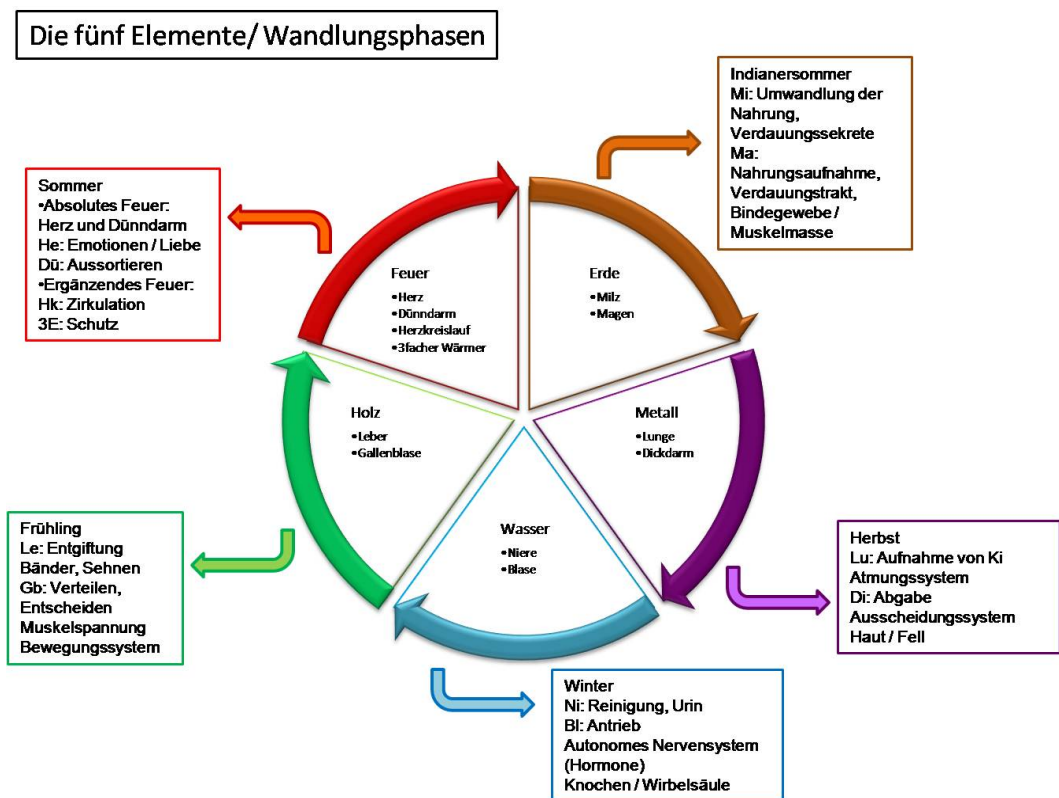 Die fünf Elemente/ Wandlungsphasen
Indianersommer
Mi: Umwandlung der
Nahrung,
Verdauungssekrete
Ma:
Nahrungsaufnahme,
Verdauungstrakt,
Bindegewebe /
Muskelmasse
Sommer
•Absolutes Feuer:
Herz und Dünndarm
He: Emotionen / Liebe
Dü: Aussortieren
•Ergänzendes Feuer:
Hk: Zirkulation
3E: Schutz
Feuer
•Herz
•Dünndarm
•Herzkreislauf
•3facher Wärmer
Erde
•Milz
•Magen
Holz
•Leber
•Gallenblase
Metall
•Lunge
•Dickdarm
Wasser
•Niere
•Blase
Frühling
Le: Entgiftung
Bänder, Sehnen
Gb: Verteilen,
Entscheiden
Muskelspannung
Bewegungssystem
Herbst
Lu: Aufnahme von Ki
Atmungssystem
Di: Abgabe
Ausscheidungssystem
Haut / Fell
Winter
Ni: Reinigung, Urin
Bl: Antrieb
Autonomes Nervensystem
(Hormone)
Knochen / Wirbelsäule